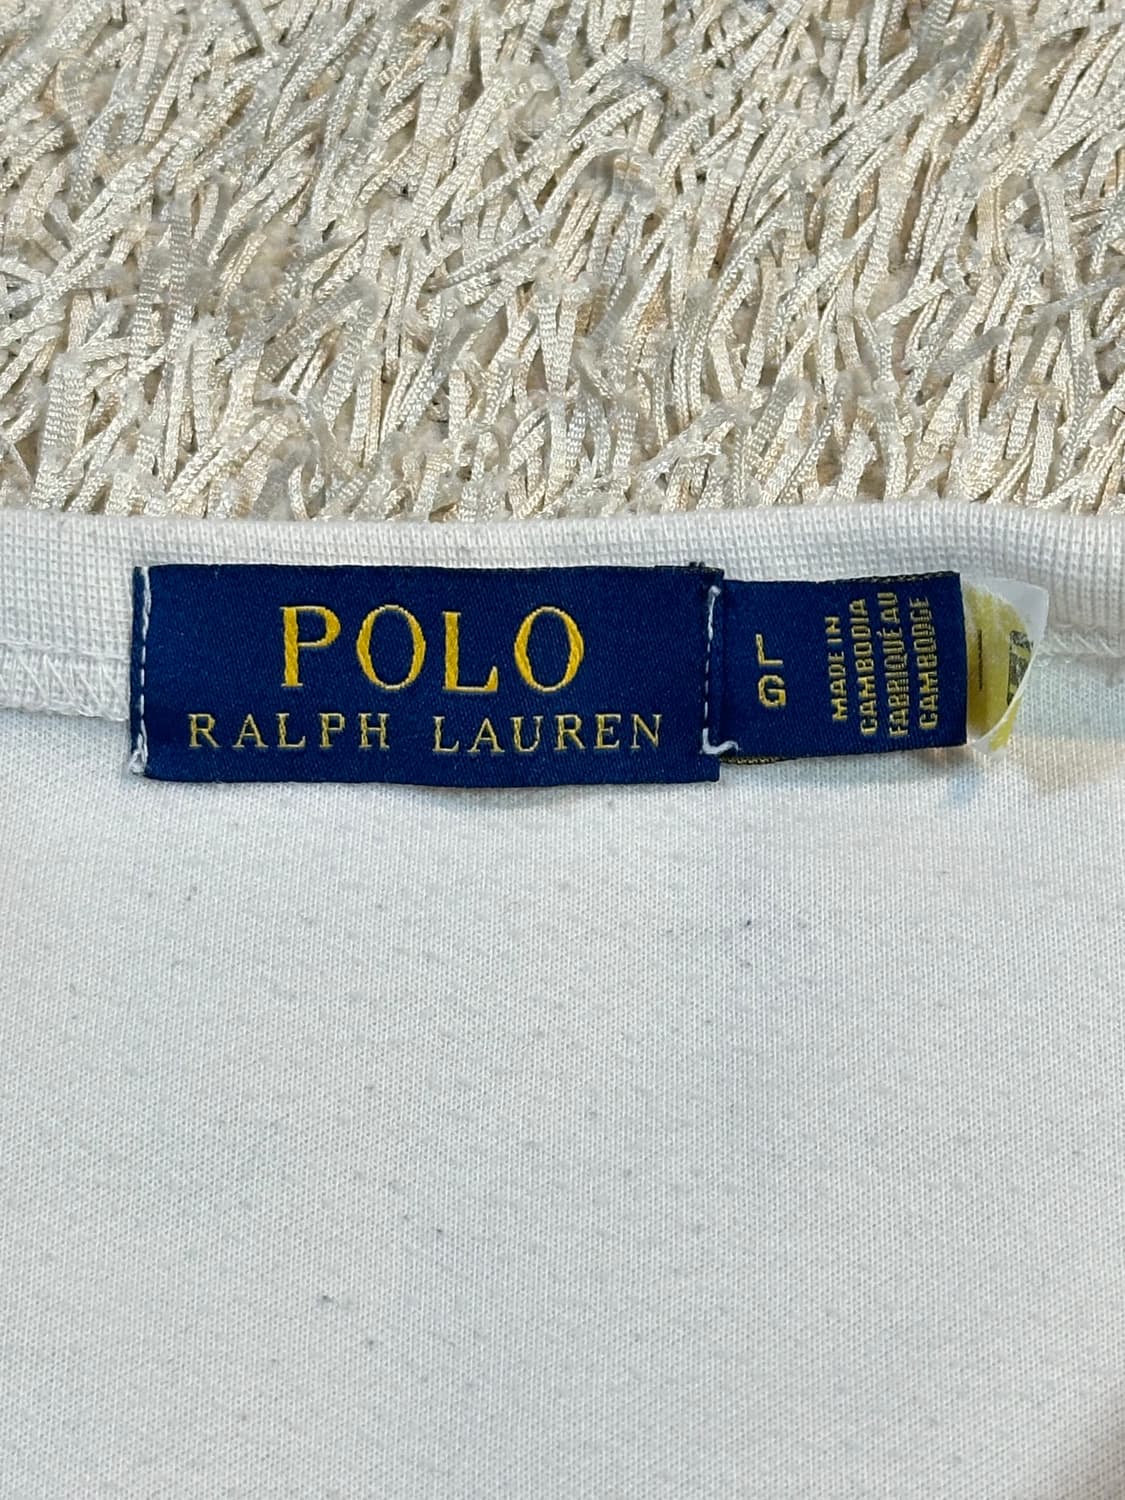 POLO
RALPH LAUREN
L
G
MADE IN
CAMBODIA
FABRIQUÉ AU
CAMBODGE